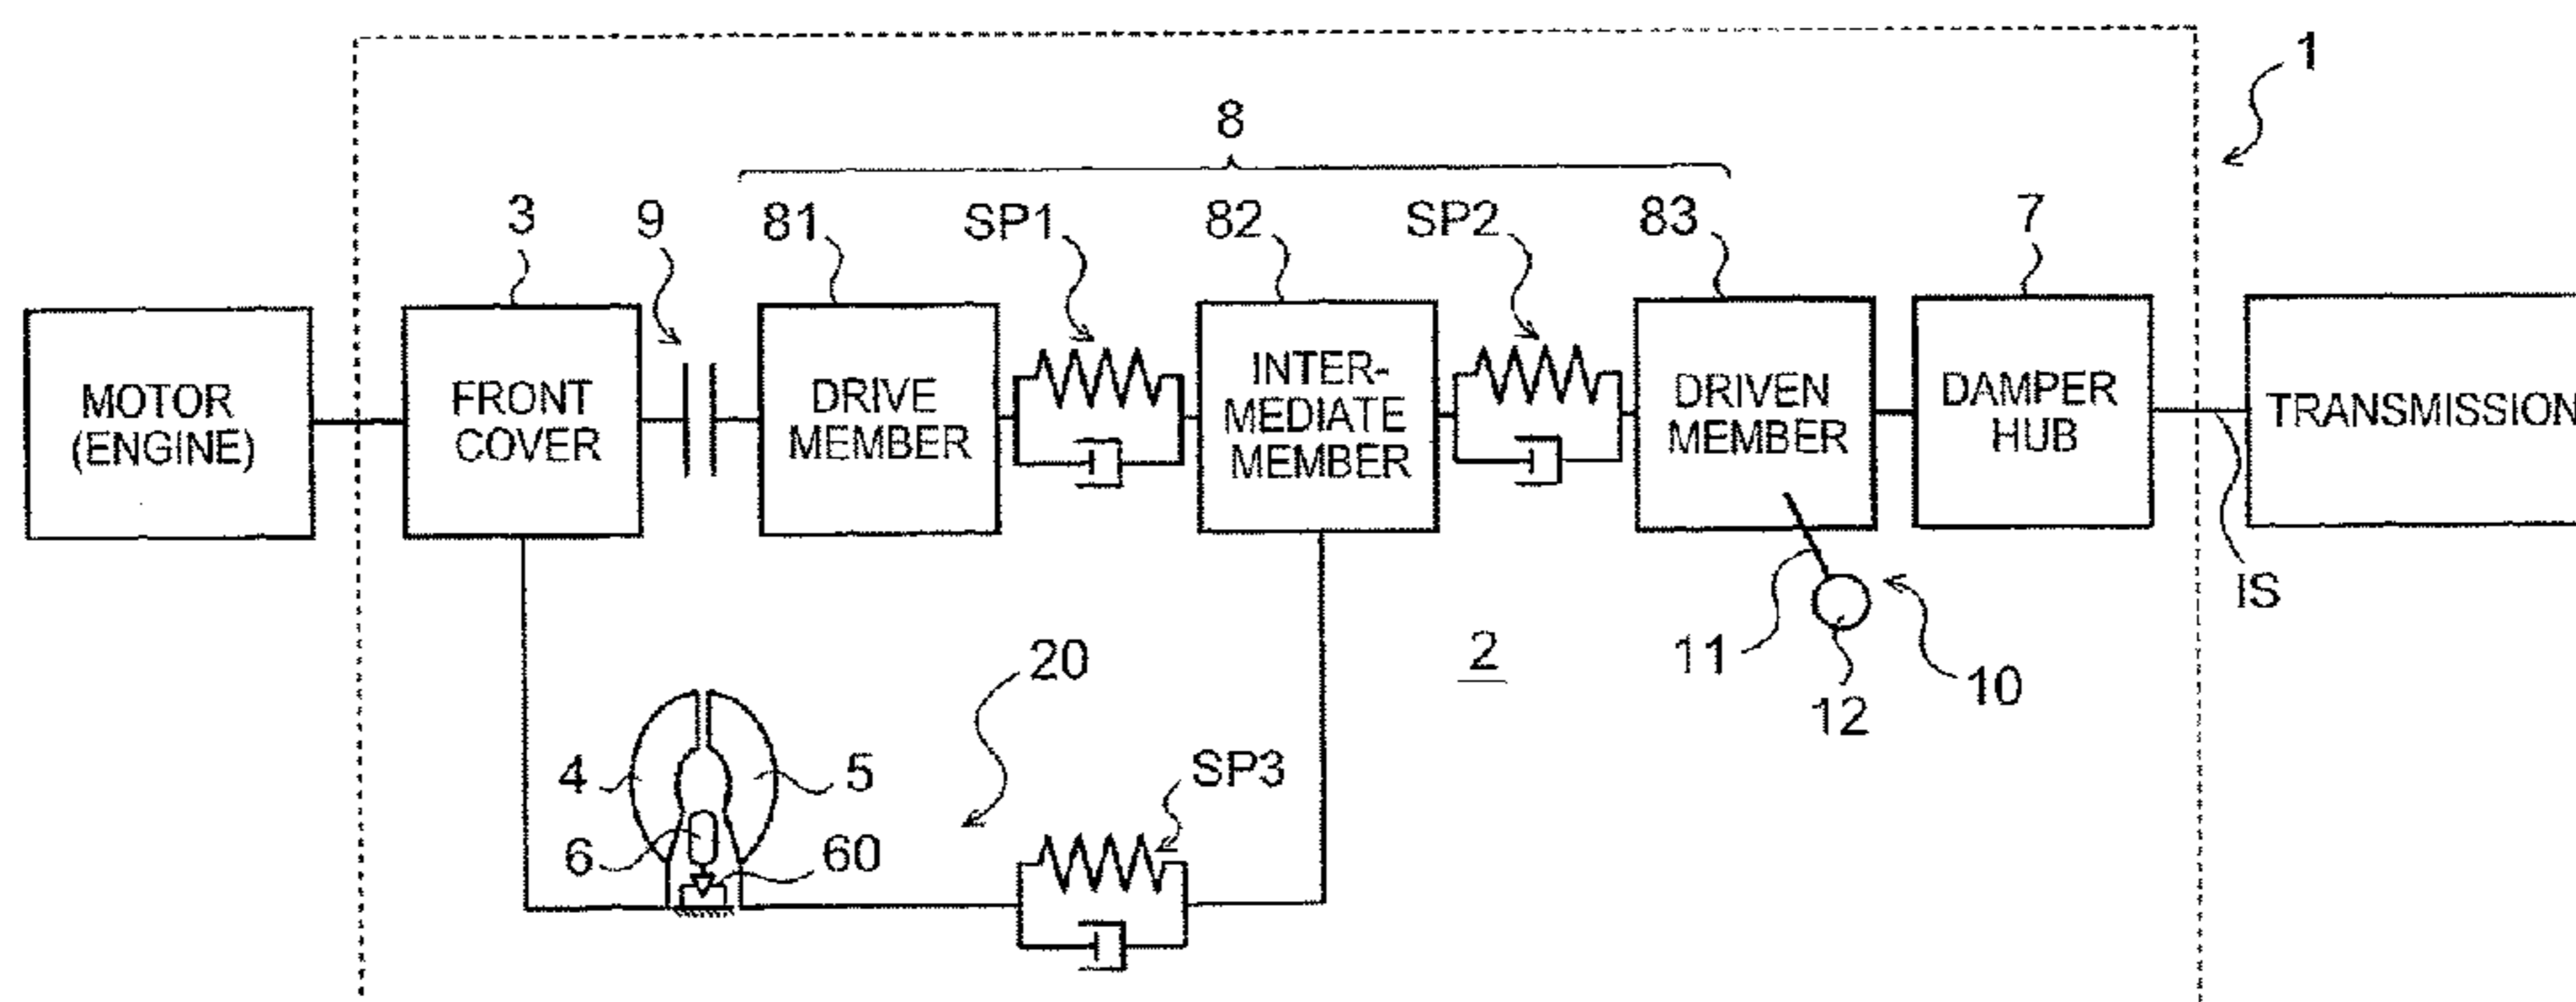 1
8
3
9
81
SP1
82
SP2
83
7
MOTOR
(ENGINE)
FRONT
COVER
DRIVE
MEMBER
INTER-
MEDIATE
MEMBER
DRIVEN
MEMBER
DAMPER
HUB
TRANSMISSION
IS
11
12
10
2
20
4
5
SP3
6
60